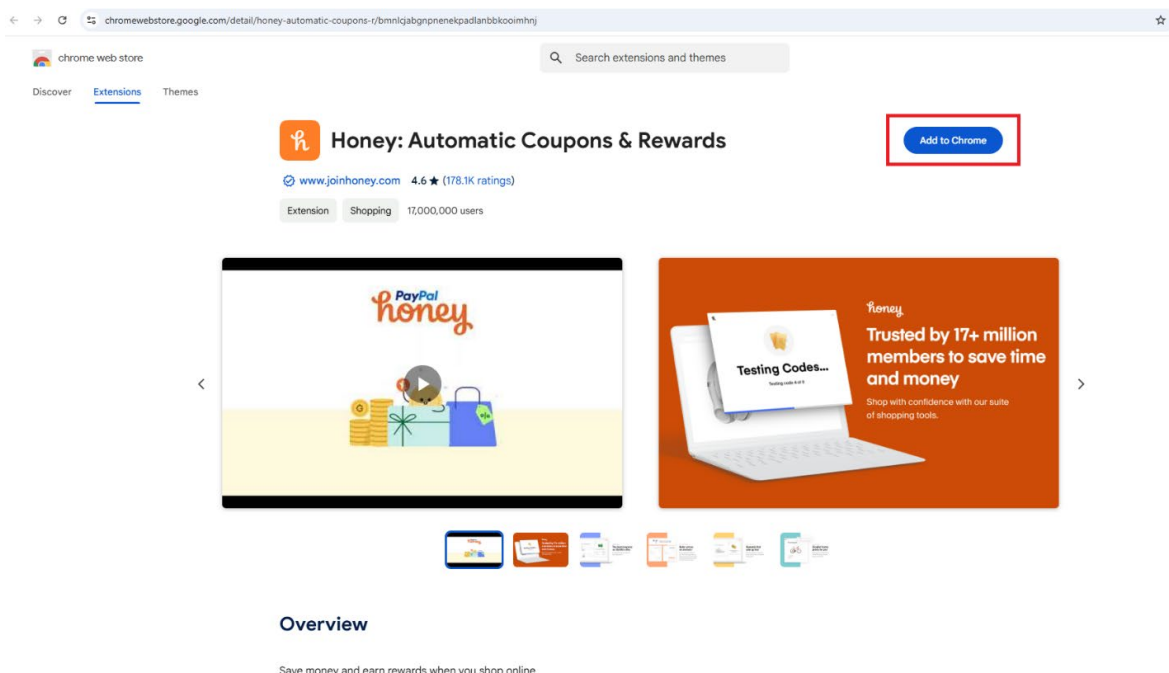 chromewebstore.google.com/detail/honey-automatic-coupons-r/bmnlcjabgnpnenekpadlanbbkooimhnj
chrome web store
Search extensions and themes
Discover Extensions Themes
Honey: Automatic Coupons & Rewards
Add to Chrome
www.joinhoney.com 4.6 ★ (178.1K ratings)
Extension Shopping 17,000,000 users
PayPal
honey
honey
Trusted by 17+ million
members to save time
and money
Shop with confidence with our suite
of shopping tools.
Testing Codes...
Overview
Save money and earn rewards when you shop online